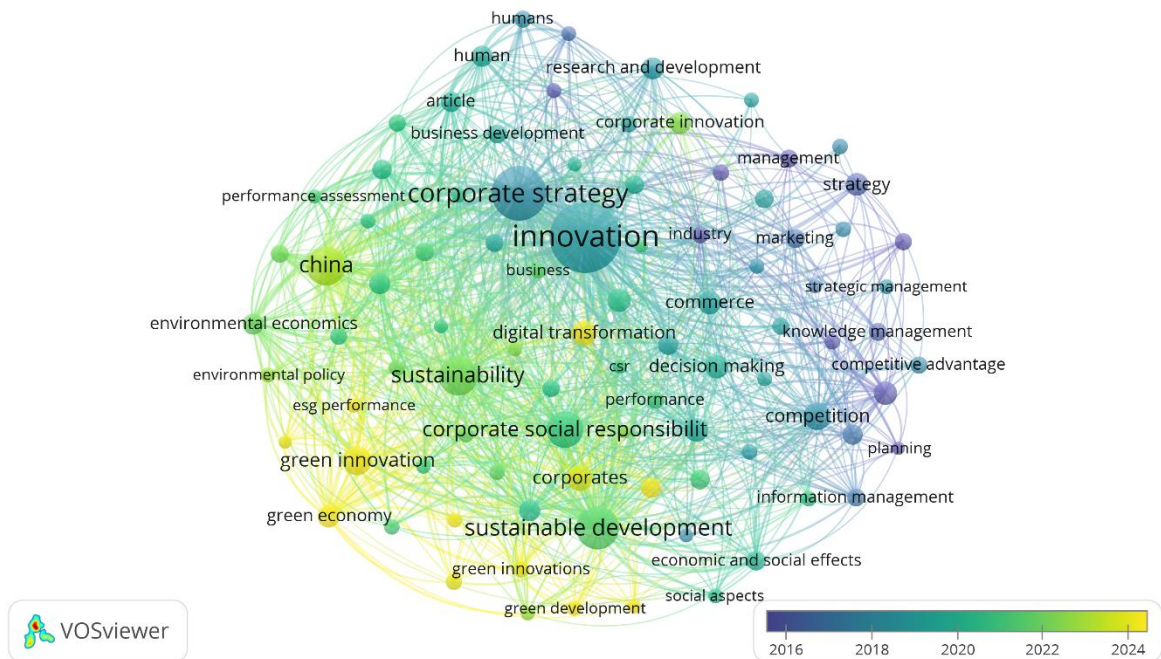 humans
human
research and development
article
corporate innovation
business development
management
strategy
performance assessment
corporate strategy
innovation
industry
marketing
china
business
strategic management
commerce
environmental economics
digital transformation
knowledge management
environmental policy
sustainability
csr
decision making
competitive advantage
esg performance
performance
competition
corporate social responsibilit
planning
green innovation
corporates
information management
green economy
sustainable development
economic and social effects
green innovations
social aspects
green development
VOSviewer
2016 2018 2020 2022 2024